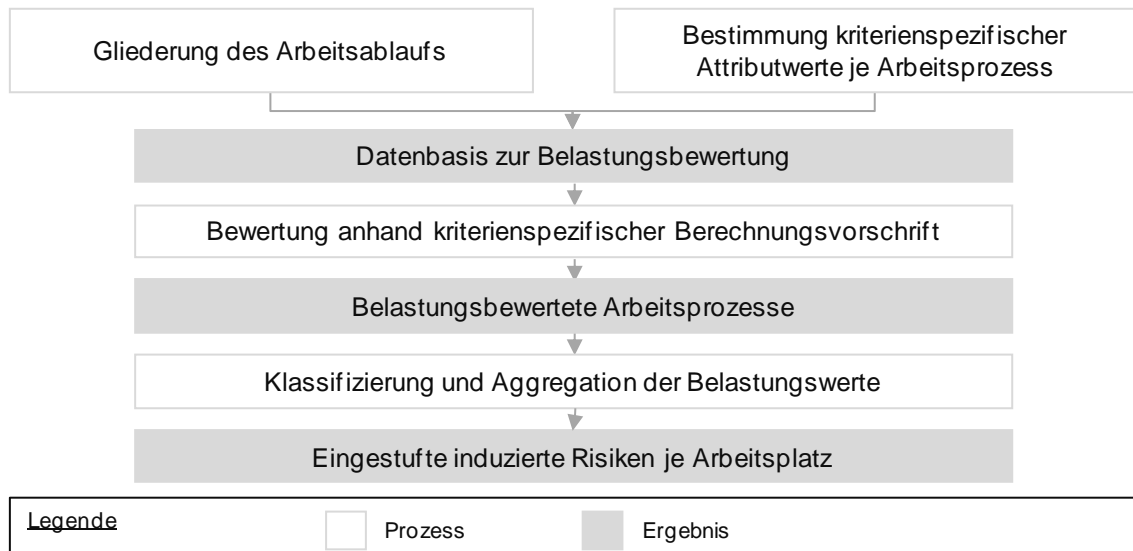 Gliederung des Arbeitsablaufs
Bestimmung kriterienspezifischer
Attributwerte je Arbeitsprozess
Datenbasis zur Belastungsbewertung
Bewertung anhand kriterienspezifischer Berechnungsvorschrift
Belastungsbewertete Arbeitsprozesse
Klassifizierung und Aggregation der Belastungswerte
Eingestufte induzierte Risiken je Arbeitsplatz
Legende
Prozess
Ergebnis